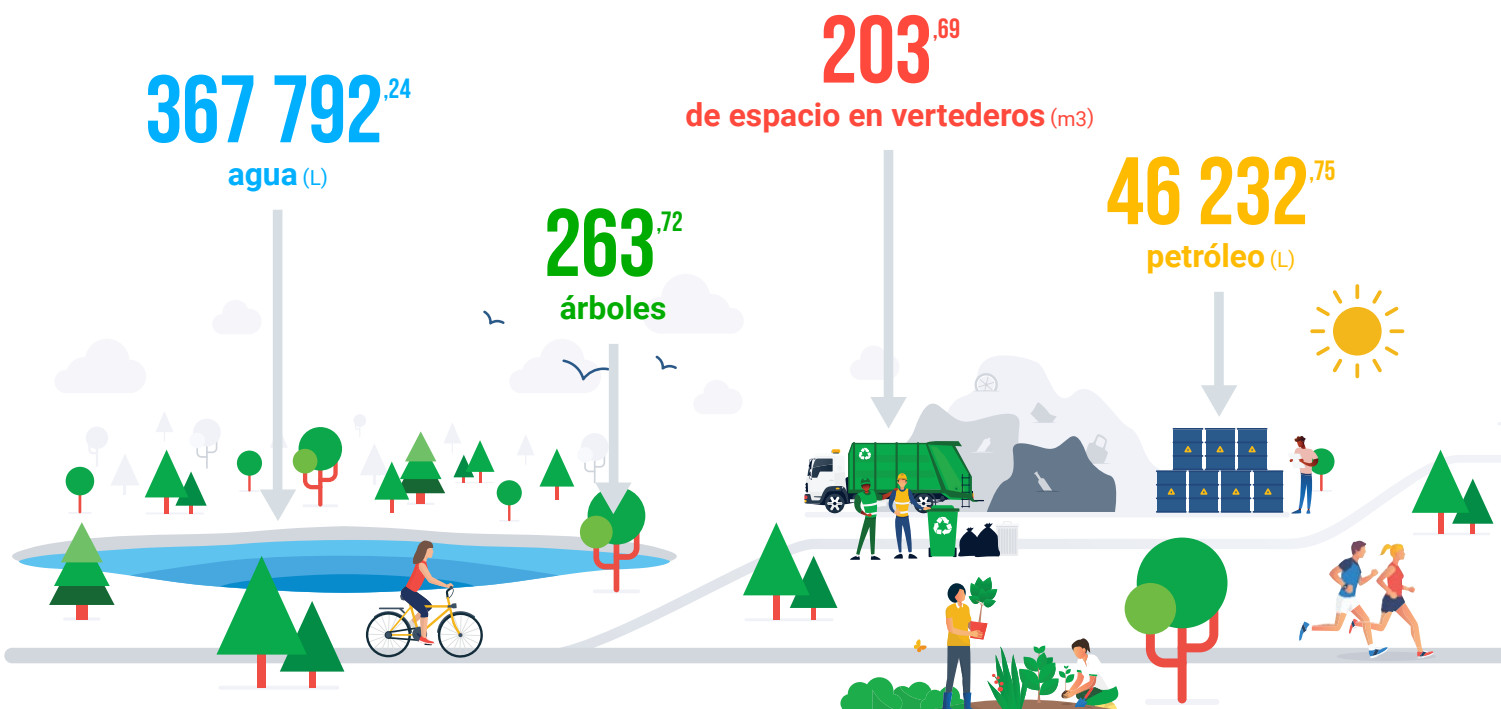 367 792,24
agua (L)
263,72
árboles
203,69
de espacio en vertederos (m3)
46 232,75
petróleo (L)